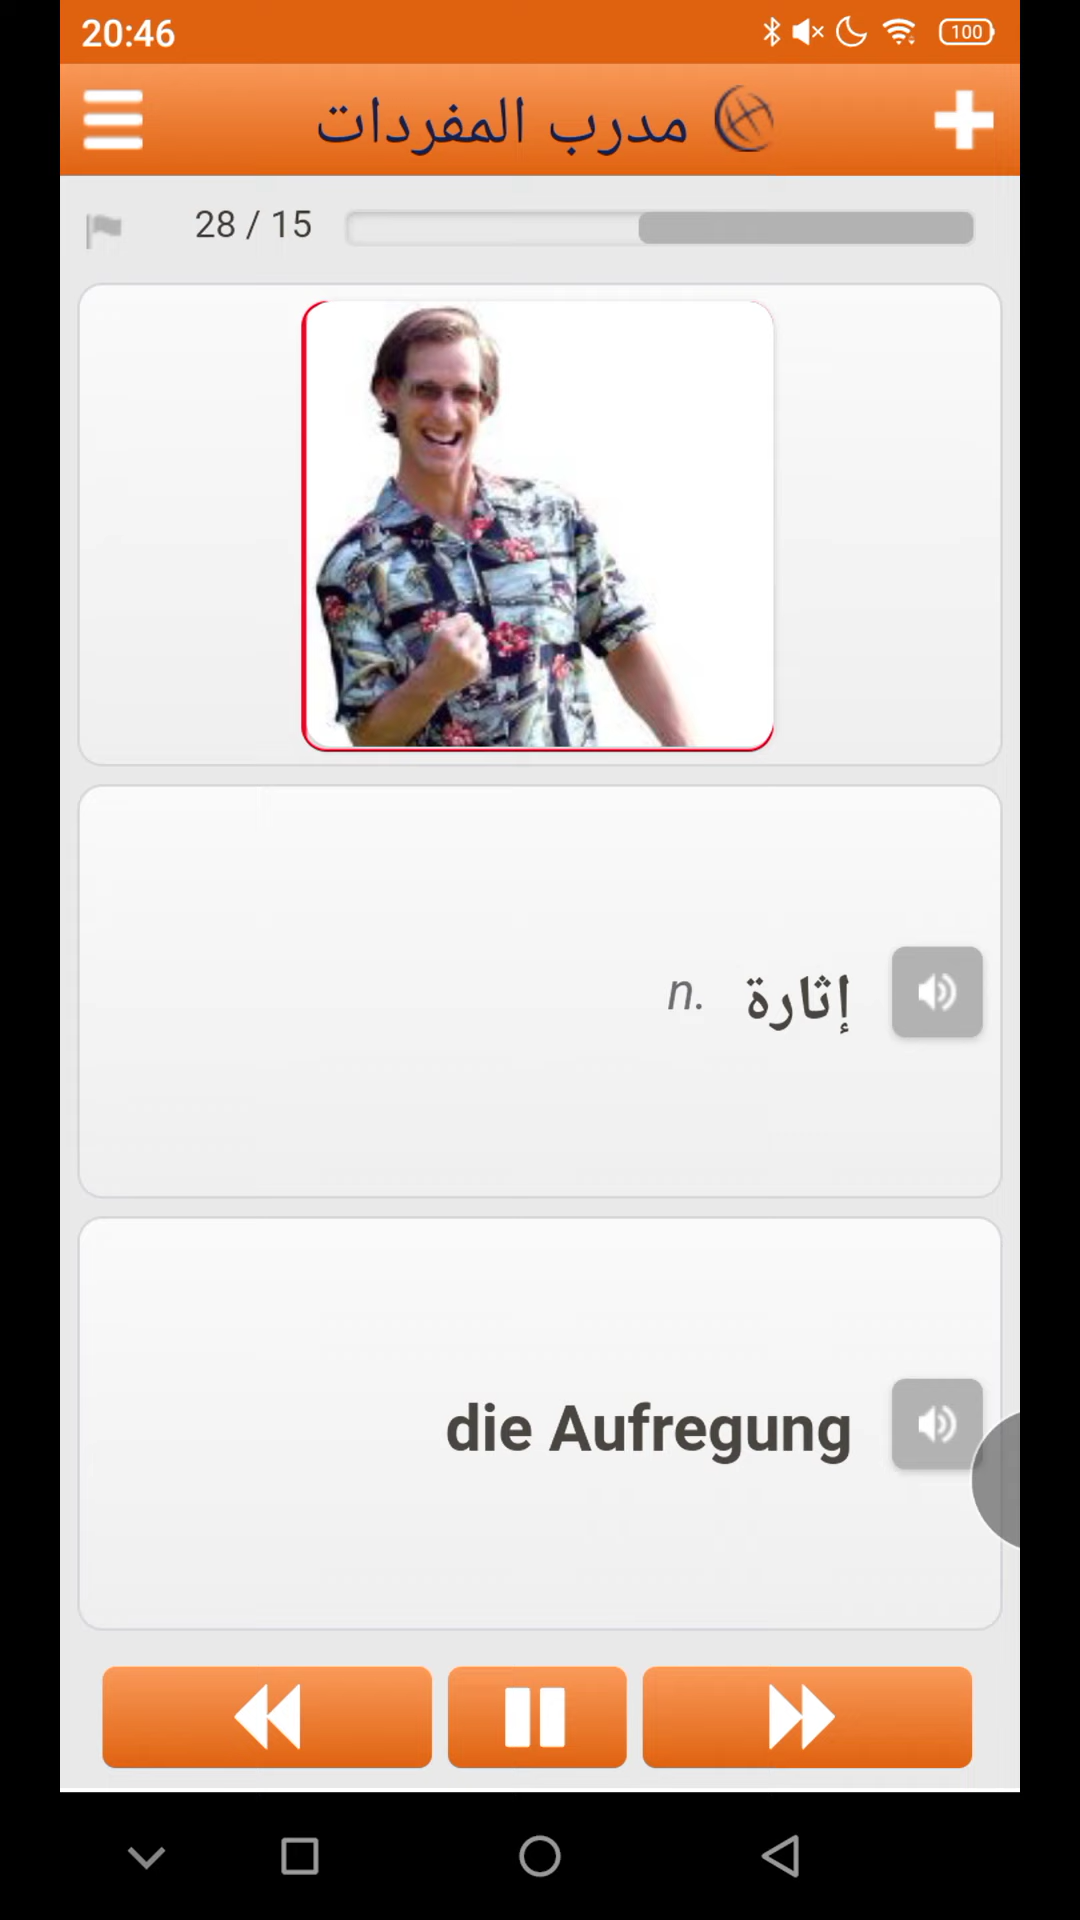 20:46
100
مدرب المفردات
28 / 15
إثارة n.
die Aufregung